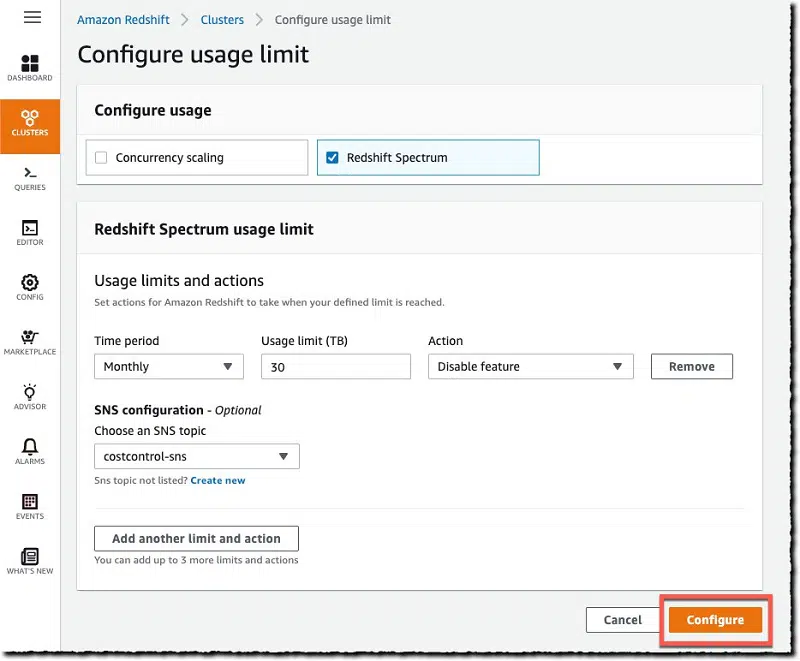 Amazon Redshift > Clusters > Configure usage limit
Configure usage limit
DASHBOARD
CLUSTERS
QUERIES
EDITOR
CONFIG
MARKETPLACE
ADVISOR
ALARMS
EVENTS
WHAT'S NEW
Configure usage
Concurrency scaling
Redshift Spectrum
Redshift Spectrum usage limit
Usage limits and actions
Set actions for Amazon Redshift to take when your defined limit is reached.
Time period Usage limit (TB) Action
Monthly 30 Disable feature Remove
SNS configuration - Optional
Choose an SNS topic
costcontrol-sns
Sns topic not listed? Create new
Add another limit and action
You can add up to 3 more limits and actions
Cancel Configure